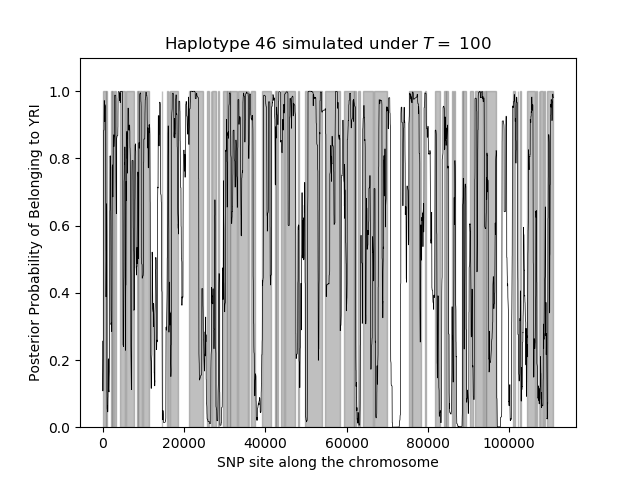 Haplotype 46 simulated under T = 100
Posterior Probability of Belonging to YRI
1.0
0.8
0.6
0.4
0.2
0.0
0 20000 40000 60000 80000 100000
SNP site along the chromosome